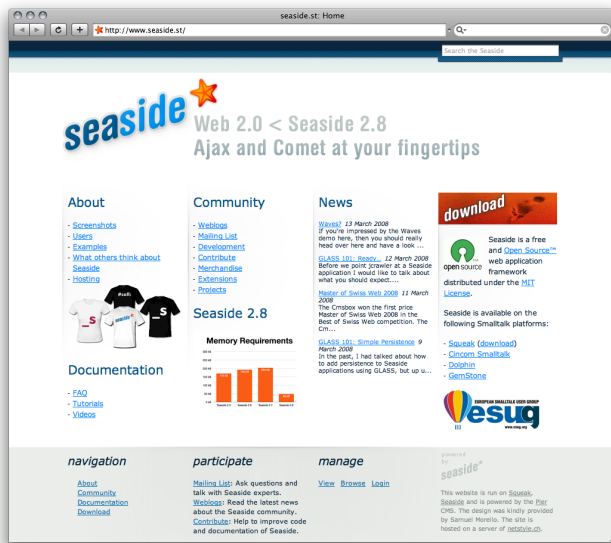 seaside.st: Home
http://www.seaside.st/
Search the Seaside
seaside
Web 2.0 < Seaside 2.8
Ajax and Comet at your fingertips
About
- Screenshots
- Users
- Examples
- What others think about
Seaside
- Hosting
Documentation
- FAQ
- Tutorials
- Videos
Community
- Weblogs
- Mailing List
- Development
- Contribute
- Merchandise
- Extensions
- Projects
Seaside 2.8
Memory Requirements
News
Waves? 13 March 2008
If you're impressed by the Waves
demo here, then you should really
head over here and have a look ...
GLASS 101: Ready... 12 March 2008
Before we point jcrawler at a Seaside
application I would like to talk about
what you should expect....
Master of Swiss Web 2008 11 March
2008
The Cmsbox won the first price
Master of Swiss Web 2008 in the
Best of Swiss Web competition. The
Cm...
GLASS 101: Simple Persistence 9
March 2008
In the past, I had talked about how
to add persistence to Seaside
applications using GLASS, but up u...
download
open source
Seaside is a free
and Open Source™
web application
framework
distributed under the MIT
License.
Seaside is available on the
following Smalltalk platforms:
- Squeak (download)
- Cincom Smalltalk
- Dolphin
- GemStone
EUROPEAN SMALLTALK USER GROUP
esug
www.esug.org
navigation
About
Community
Documentation
Download
participate
Mailing List: Ask questions and
talk with Seaside experts.
Weblogs: Read the latest news
about the Seaside community.
Contribute: Help to improve code
and documentation of Seaside.
manage
View Browse Login
powered
by
seaside
This website is run on Squeak,
Seaside and is powered by the Pier
CMS. The design was kindly provided
by Samuel Morello. The site is
hosted on a server of netstyle.ch.